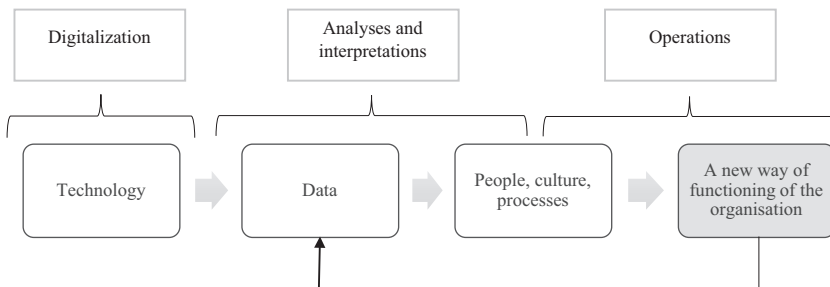 Digitalization
Analyses and
interpretations
Operations
Technology
Data
People, culture,
processes
A new way of
functioning of the
organisation